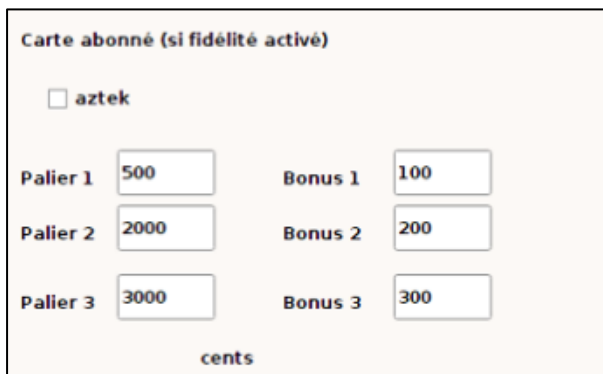 Carte abonné (si fidélité activé)
aztek
Palier 1 500 Bonus 1 100
Palier 2 2000 Bonus 2 200
Palier 3 3000 Bonus 3 300
cents